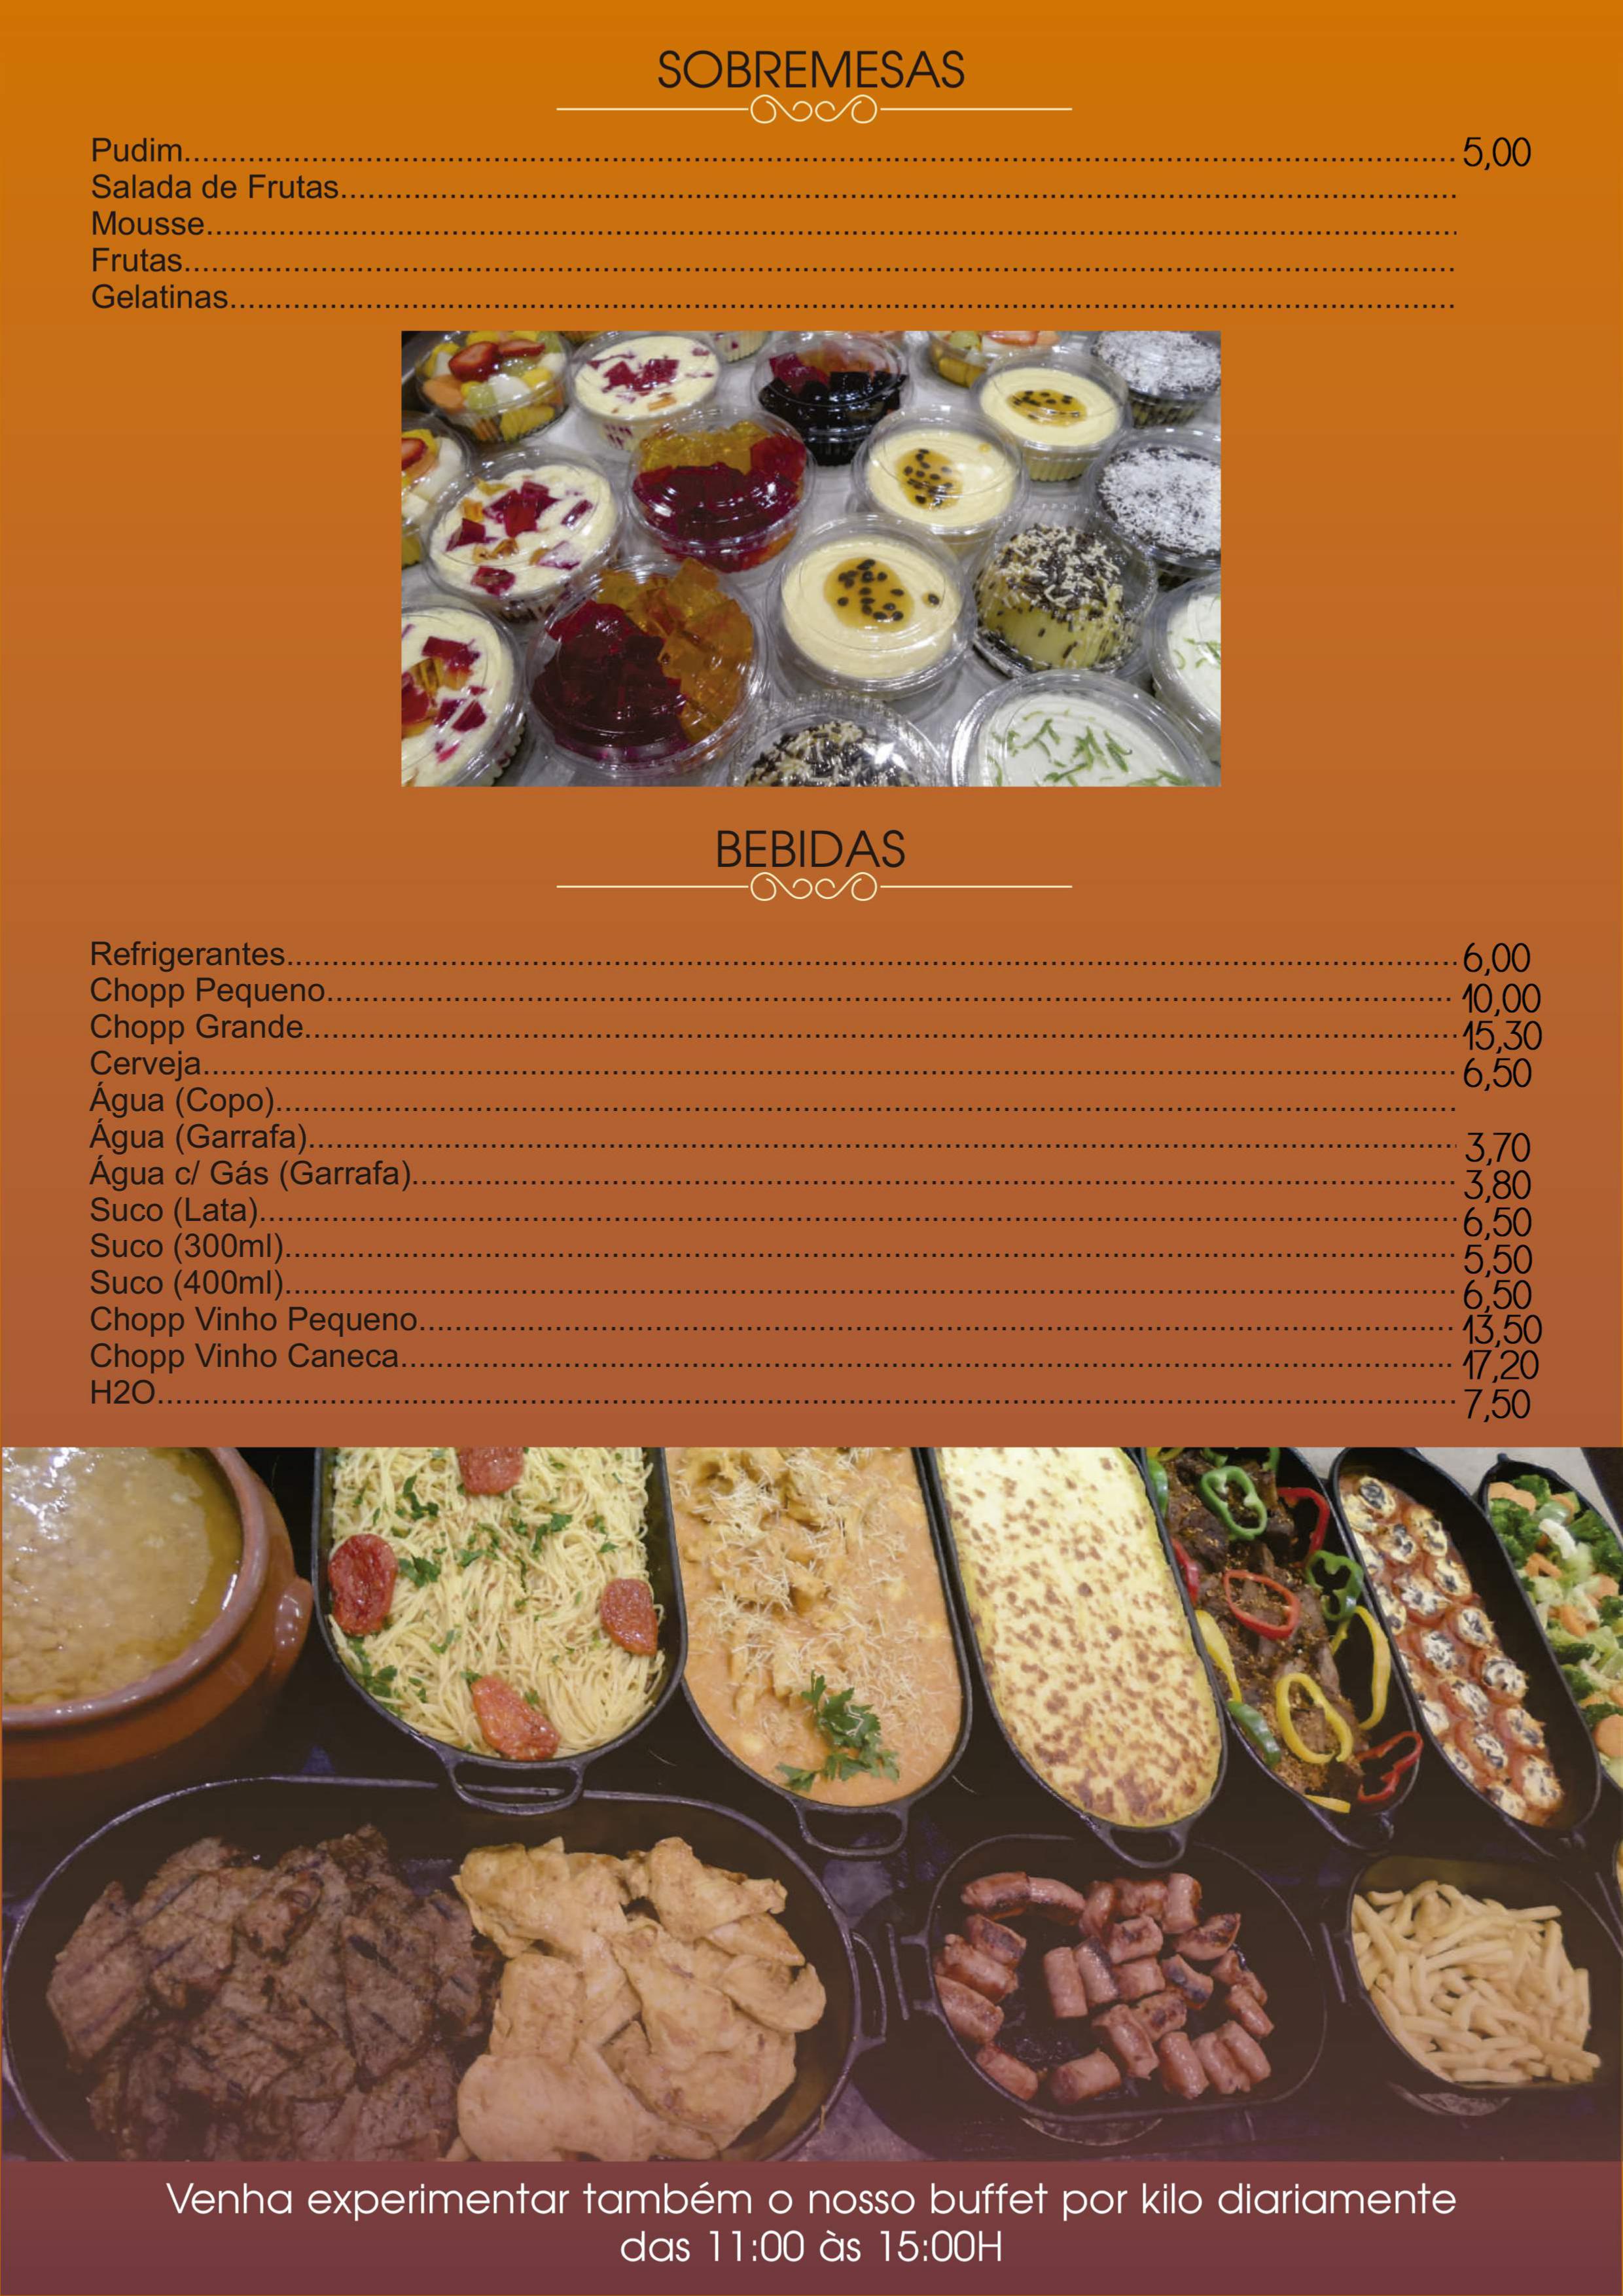 SOBREMESAS
Pudim 5,00
Salada de Frutas
Mousse
Frutas
Gelatinas
BEBIDAS
Refrigerantes 6,00
Chopp Pequeno 10,00
Chopp Grande 15,30
Cerveja 6,50
Água (Copo)
Água (Garrafa) 3,70
Água c/ Gás (Garrafa) 3,80
Suco (Lata) 6,50
Suco (300ml) 5,50
Suco (400ml) 6,50
Chopp Vinho Pequeno 13,50
Chopp Vinho Caneca 17,20
H2O 7,50
Venha experimentar também o nosso buffet por kilo diariamente
das 11:00 às 15:00H